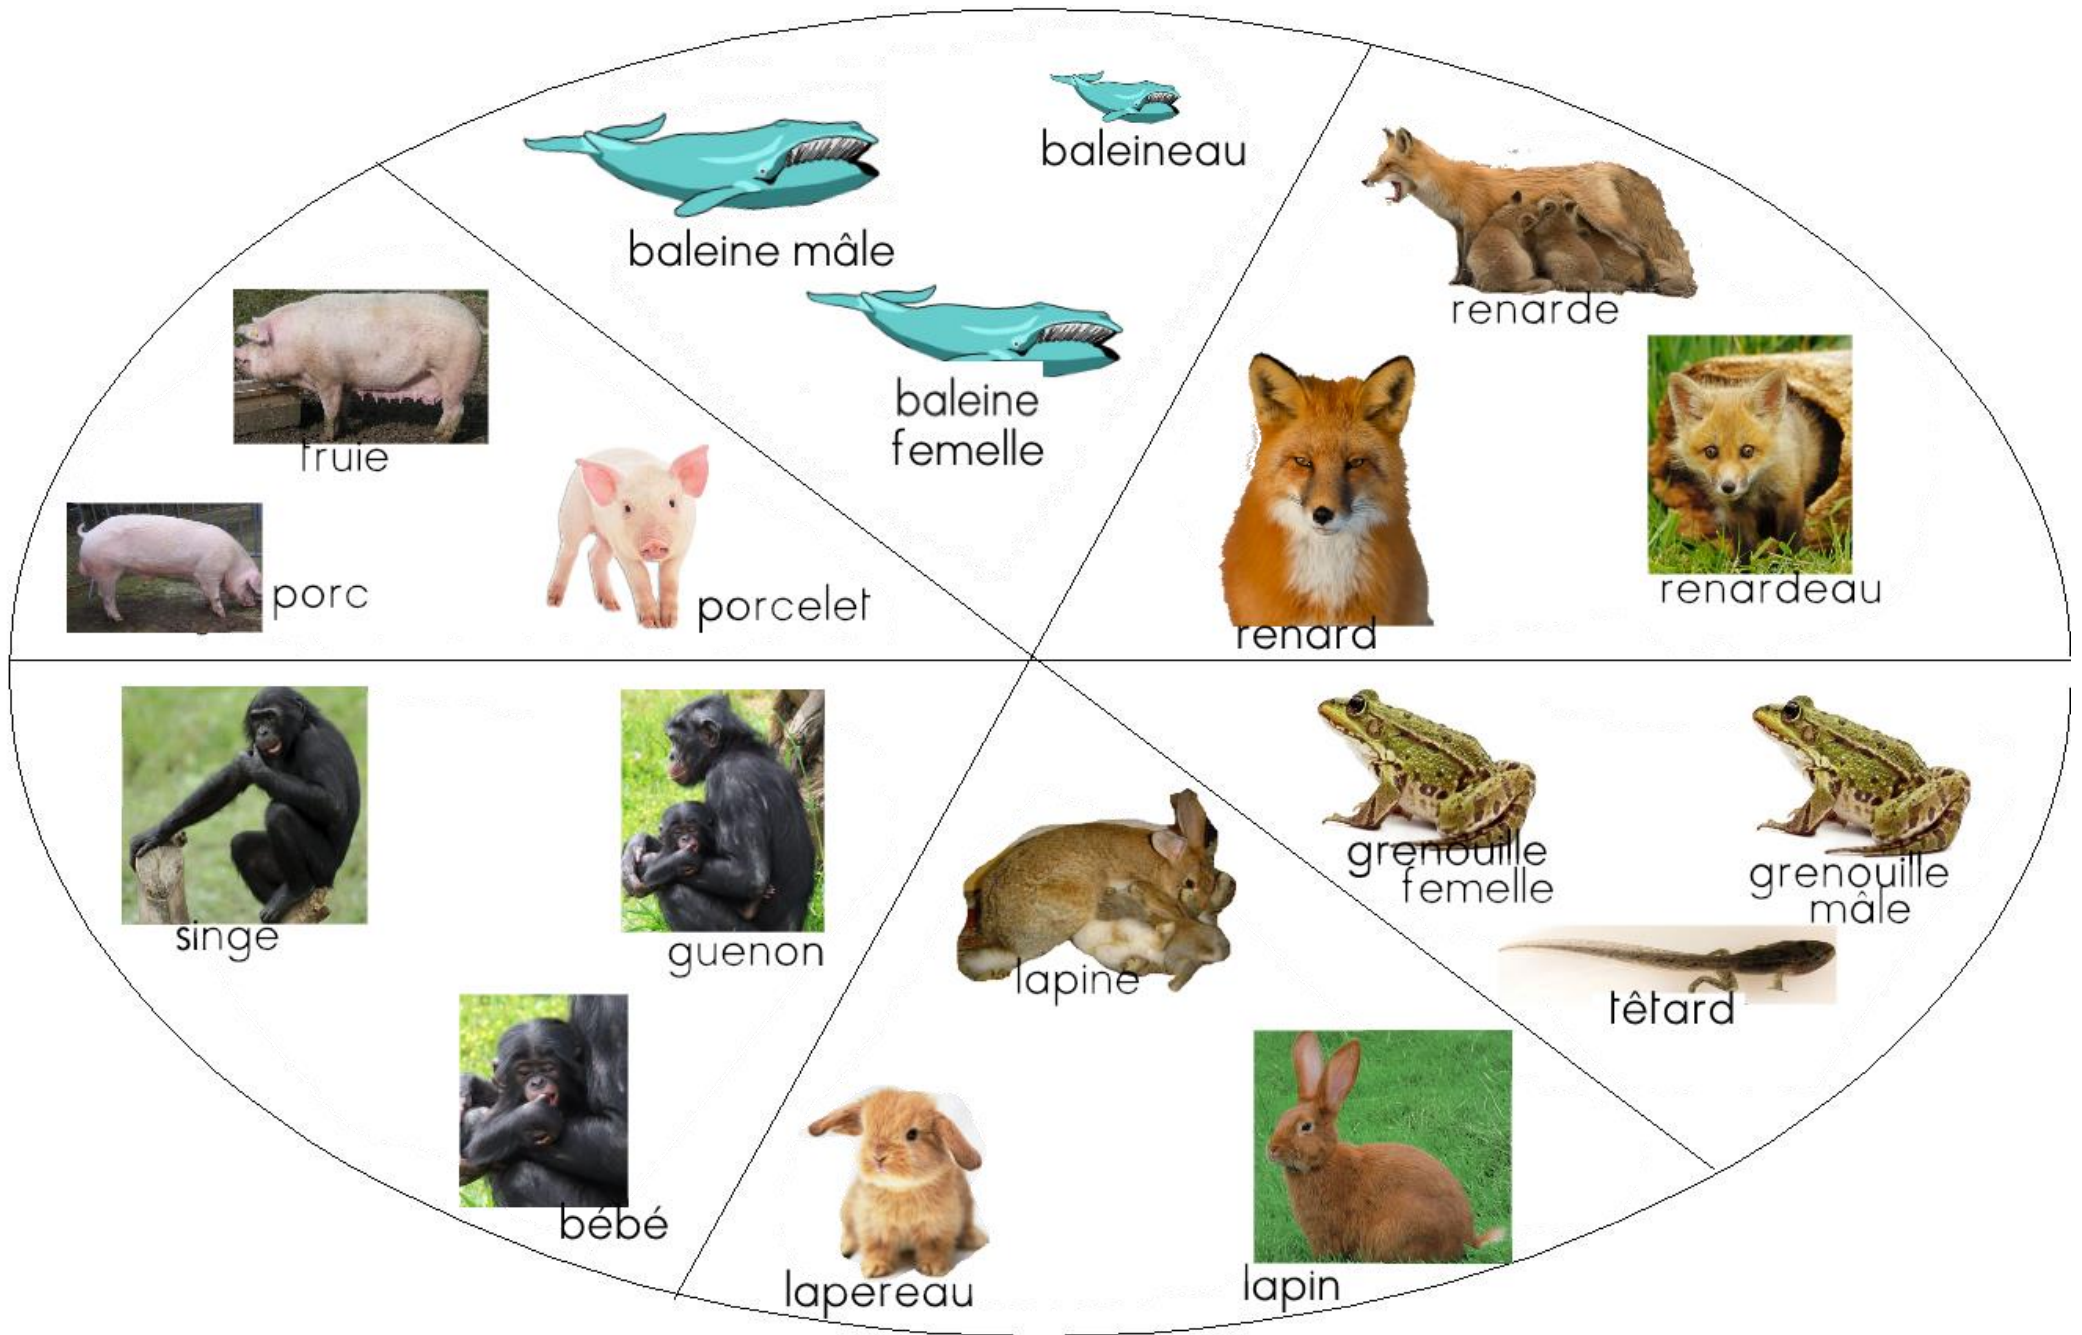 baleineau
baleine mâle
baleine
femelle
renarde
renardeau
renard
truie
porc
porcelet
singe
guenon
bébé
lapine
lapereau
lapin
grenouille
femelle
grenouille
mâle
têtard